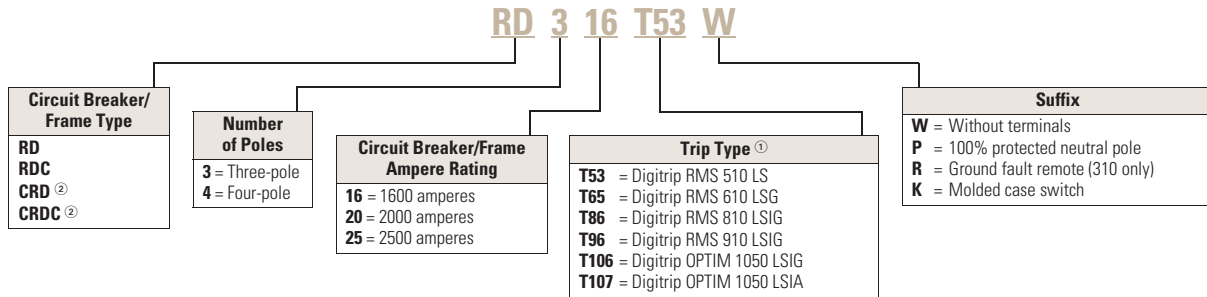 RD 3 16 T53 W
Circuit Breaker/
Frame Type
RD
RDC
CRD ②
CRDC ②
Number
of Poles
3 = Three-pole
4 = Four-pole
Circuit Breaker/Frame
Ampere Rating
16 = 1600 amperes
20 = 2000 amperes
25 = 2500 amperes
Trip Type ①
T53 = Digitrip RMS 510 LS
T65 = Digitrip RMS 610 LSG
T86 = Digitrip RMS 810 LSIG
T96 = Digitrip RMS 910 LSIG
T106 = Digitrip OPTIM 1050 LSIG
T107 = Digitrip OPTIM 1050 LSIA
Suffix
W = Without terminals
P = 100% protected neutral pole
R = Ground fault remote (310 only)
K = Molded case switch